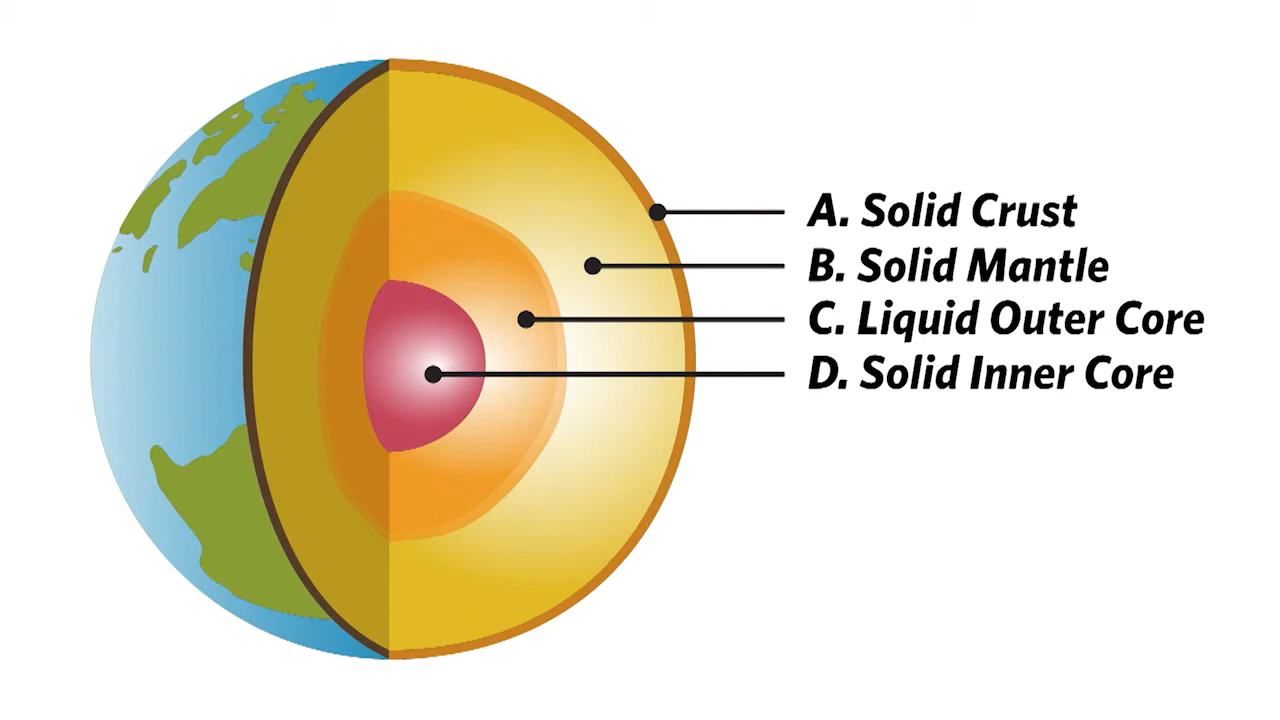 A. Solid Crust
B. Solid Mantle
C. Liquid Outer Core
D. Solid Inner Core